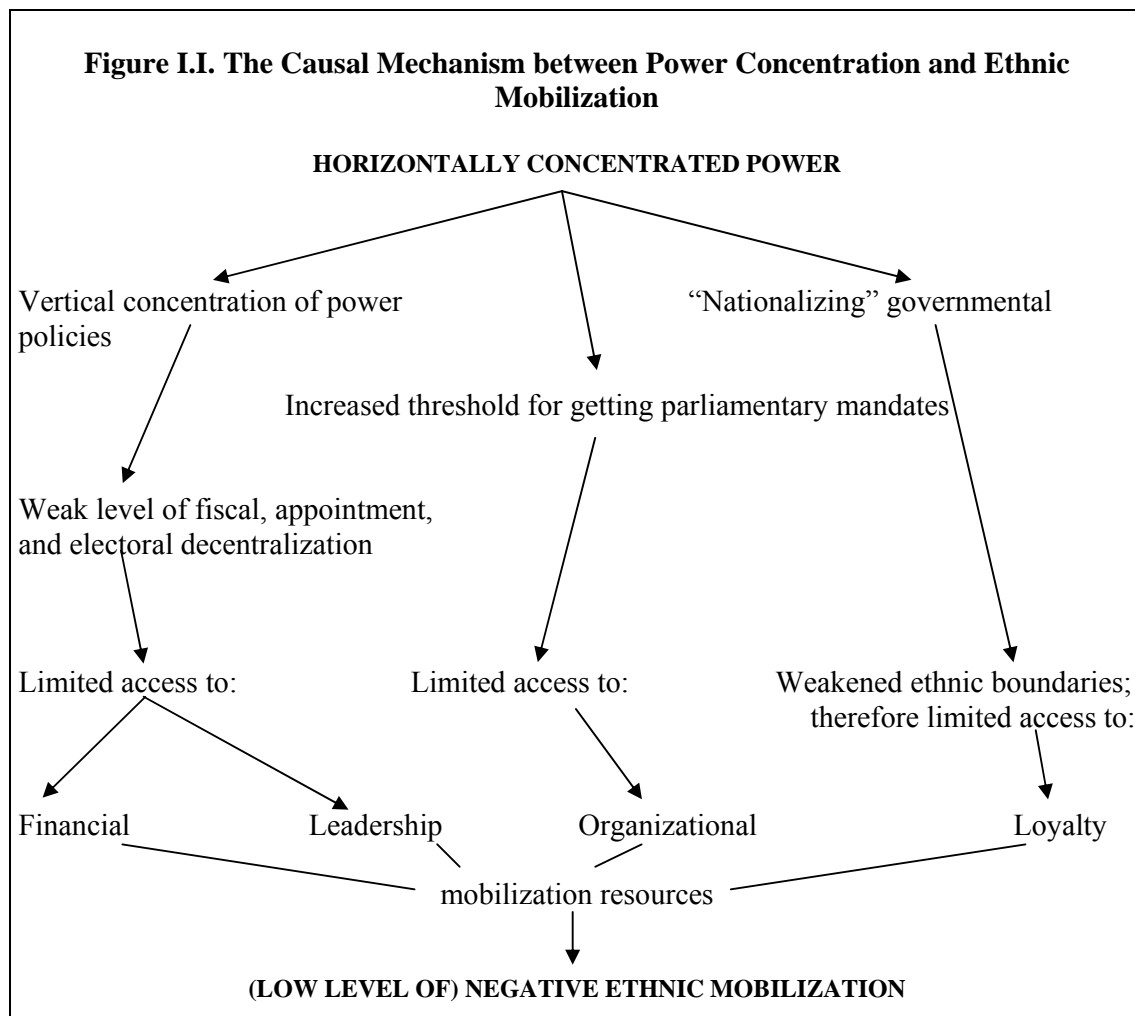 Figure I.I. The Causal Mechanism between Power Concentration and Ethnic
Mobilization
HORIZONTALLY CONCENTRATED POWER
Vertical concentration of power “Nationalizing” governmental
policies
Increased threshold for getting parliamentary mandates
Weak level of fiscal, appointment,
and electoral decentralization
Limited access to: Limited access to: Weakened ethnic boundaries;
therefore limited access to:
Financial Leadership Organizational Loyalty
mobilization resources
(LOW LEVEL OF) NEGATIVE ETHNIC MOBILIZATION